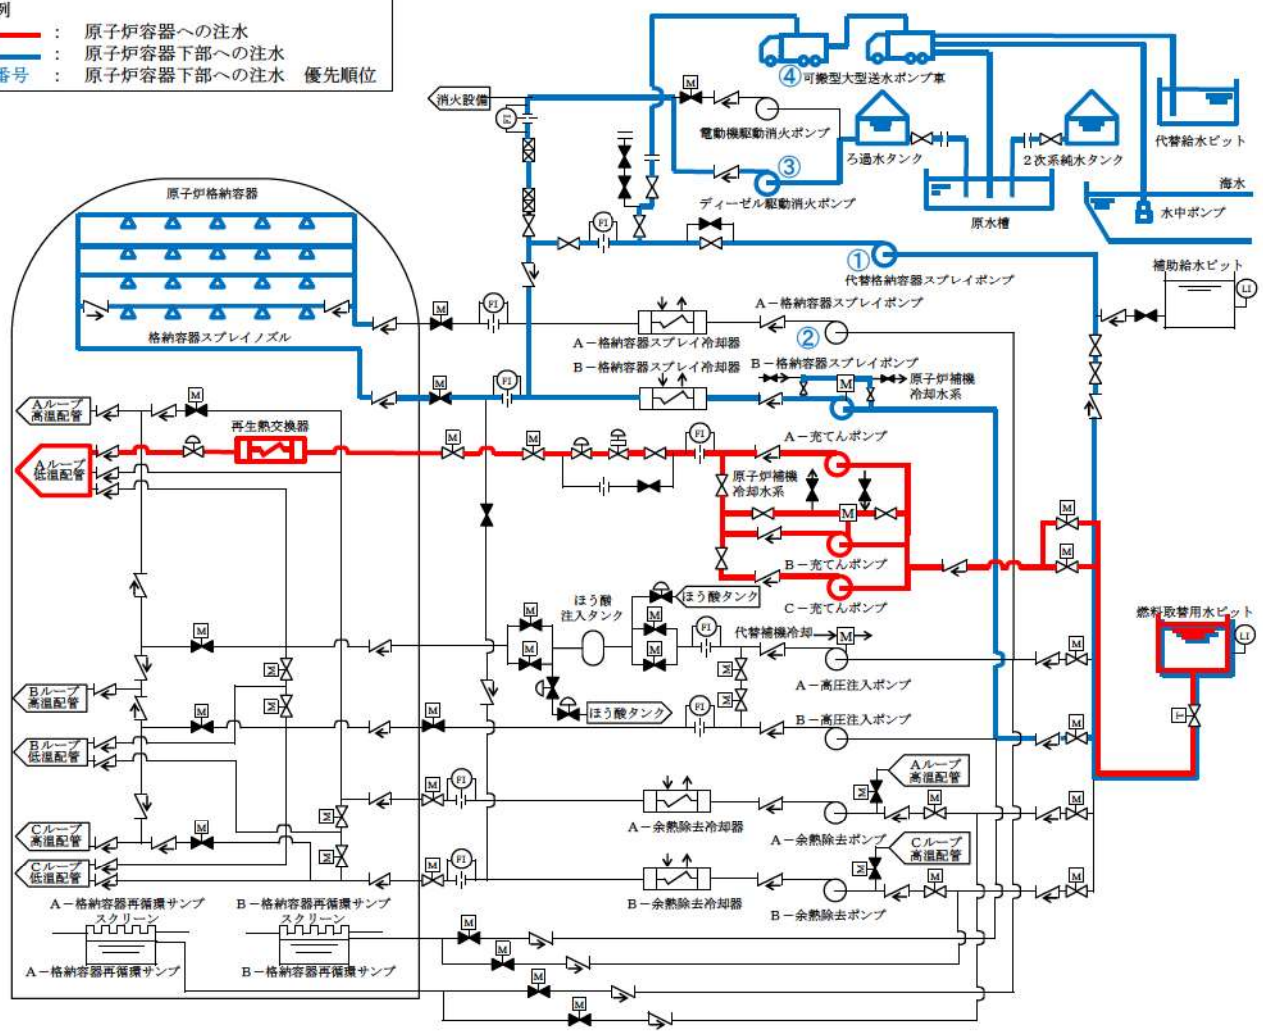 例
： 原子炉容器への注水
： 原子炉容器下部への注水
番号 ： 原子炉容器下部への注水 優先順位
消火設備
FI
M
電動機駆動消火ポンプ
③
ディーゼル駆動消火ポンプ
④可搬型大型送水ポンプ車
ろ過水タンク
2次系純水タンク
原水槽
代替給水ピット
海水
水中ポンプ
FI
①
代替格納容器スプレイポンプ
補助給水ピット
LI
原子炉格納容器
格納容器スプレイノズル
M
FI
A－格納容器スプレイ冷却器
A－格納容器スプレイポンプ
②
M
FI
B－格納容器スプレイ冷却器
B－格納容器スプレイポンプ
M
原子炉補機
冷却水系
Aループ
高温配管
M
Aループ
低温配管
再生熱交換器
M
M
FI
A－充てんポンプ
原子炉補機
冷却水系
M
B－充てんポンプ
C－充てんポンプ
M
M
燃料取替用水ピット
LI
T
ほう酸
注入タンク
ほう酸タンク
M
M
M
M
FI
代替補機冷却
M
A－高圧注入ポンプ
M
M
M
M
ほう酸タンク
M
M
FI
B－高圧注入ポンプ
M
Bループ
高温配管
M
M
M
M
Bループ
低温配管
M
FI
A－余熱除去冷却器
Aループ
高温配管
M
M
M
A－余熱除去ポンプ
Cループ
高温配管
M
M
M
Cループ
低温配管
M
FI
B－余熱除去冷却器
Cループ
高温配管
M
M
M
B－余熱除去ポンプ
A－格納容器再循環サンプ
スクリーン
B－格納容器再循環サンプ
スクリーン
A－格納容器再循環サンプ
B－格納容器再循環サンプ
M
M
M
M